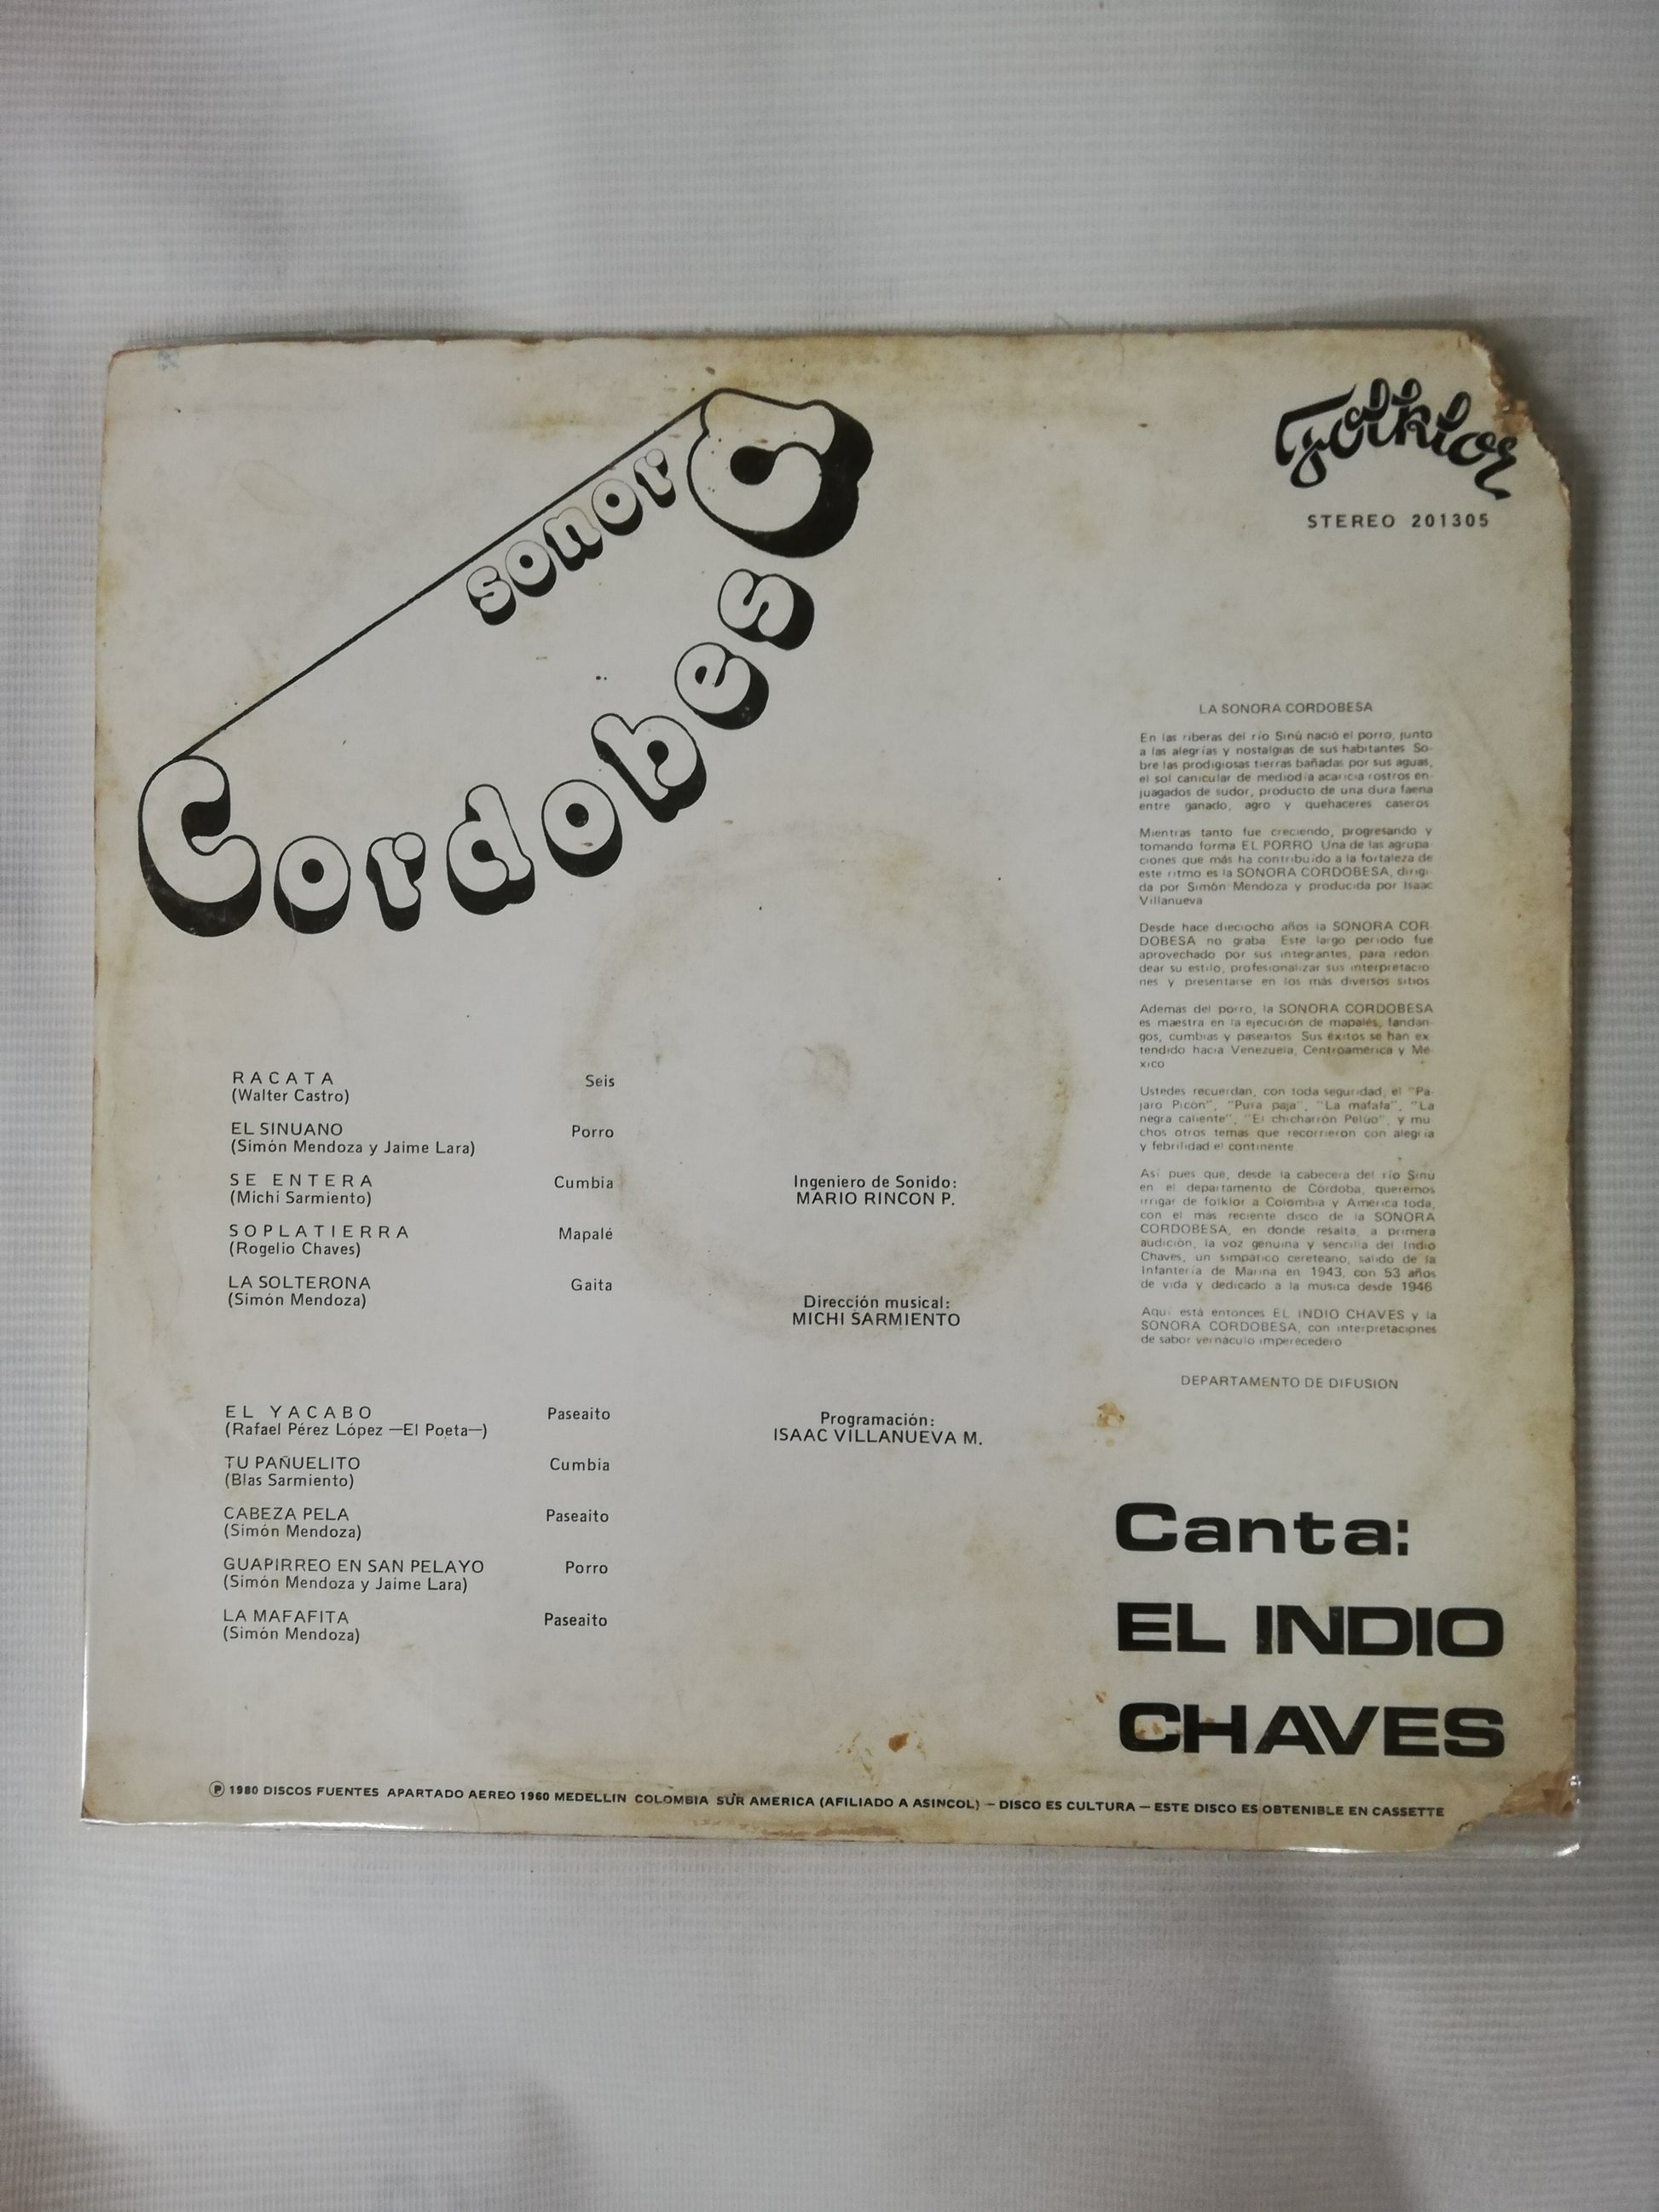 sonor
Cordobesa
Folklor
STEREO 201305
LA SONORA CORDOBESA
En las riberas del río Sinú nació el porro, junto
a las alegrías y nostalgias de sus habitantes. So-
bre las prodigiosas tierras bañadas por sus aguas,
el sol canicular de mediodía acaricia rostros en-
juagados de sudor, producto de una dura faena
entre ganado, agro y quehaceres caseros
Mientras tanto fue creciendo, progresando y
tomando forma EL PORRO Una de las agrupa
ciones que más ha contribuido a la fortaleza de
este ritmo es la SONORA CORDOBESA, dirigi-
da por Simón Mendoza y producida por Isaac
Villanueva
Desde hace dieciocho años la SONORA COR
DOBESA no graba Este largo período fue
aprovechado por sus integrantes, para redon
dear su estilo, profesionalizar sus interpretacio
nes y presentarse en los más diversos sitios
Ademas del porro, la SONORA CORDOBESA
es maestra en la ejecución de mapalés, fandan-
gos, cumbias y paseaitos Sus éxitos se han ex
tendido hacia Venezuela, Centroamérica y Mé
xico
Ustedes recuerdan, con toda seguridad, el "Pá
jaro Picón", "Pura paja", "La mafafa", "La
negra caliente", "El chicharrón Pelúo", y mu
chos otros temas que recorrieron con alegría
y febrilidad el continente
Así pues que, desde la cabecera del río Sinú
en el departamento de Córdoba, queremos
irrigar de folklor a Colombia y América toda,
con el más reciente disco de la SONORA
CORDOBESA, en donde resalta, a primera
audición, la voz genuina y sencilla del Indio
Chaves, un simpático cereteano, salido de la
Infantería de Marina en 1943, con 53 años
de vida y dedicado a la música desde 1946
Aquí está entonces EL INDIO CHAVES y la
SONORA CORDOBESA, con interpretaciones
de sabor vernáculo imperecedero
DEPARTAMENTO DE DIFUSION
RACATA Seis
(Walter Castro)
EL SINUANO Porro
(Simón Mendoza y Jaime Lara)
SE ENTERA Cumbia
(Michi Sarmiento)
SOPLATIERRA Mapalé
(Rogelio Chaves)
LA SOLTERONA Gaita
(Simón Mendoza)
EL YACABO Paseaito
(Rafael Pérez López —El Poeta—)
TU PAÑUELITO Cumbia
(Blas Sarmiento)
CABEZA PELA Paseaito
(Simón Mendoza)
GUAPIRREO EN SAN PELAYO Porro
(Simón Mendoza y Jaime Lara)
LA MAFAFITA Paseaito
(Simón Mendoza)
Ingeniero de Sonido:
MARIO RINCON P.
Dirección musical:
MICHI SARMIENTO
Programación:
ISAAC VILLANUEVA M.
Canta:
EL INDIO
CHAVES
Ⓟ 1980 DISCOS FUENTES APARTADO AEREO 1960 MEDELLIN COLOMBIA SUR AMERICA (AFILIADO A ASINCOL) — DISCO ES CULTURA — ESTE DISCO ES OBTENIBLE EN CASSETTE